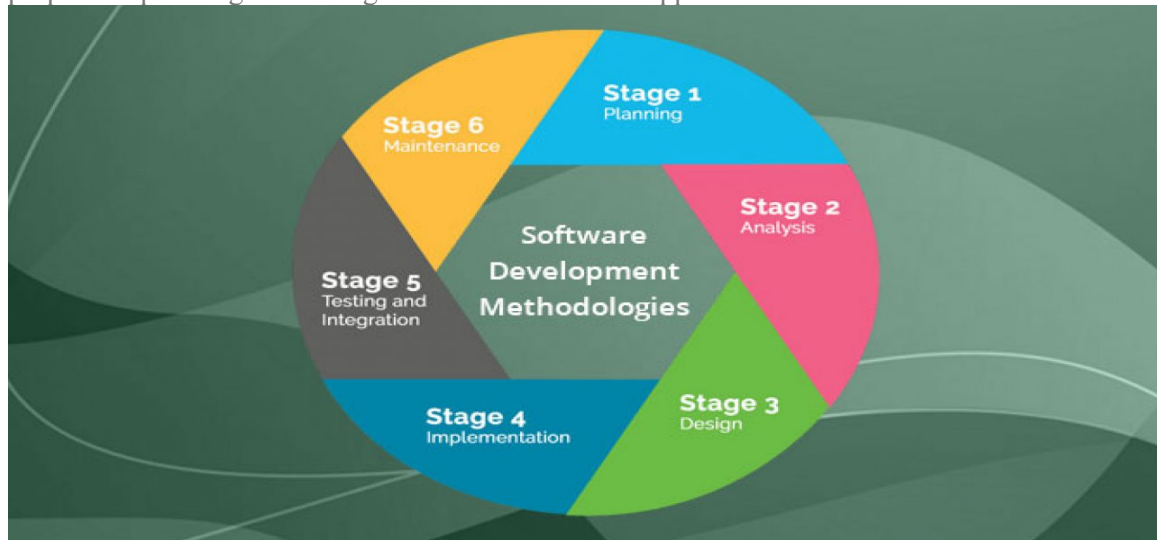 Stage 1
Planning
Stage 2
Analysis
Stage 3
Design
Stage 4
Implementation
Stage 5
Testing and
Integration
Stage 6
Maintenance
Software
Development
Methodologies